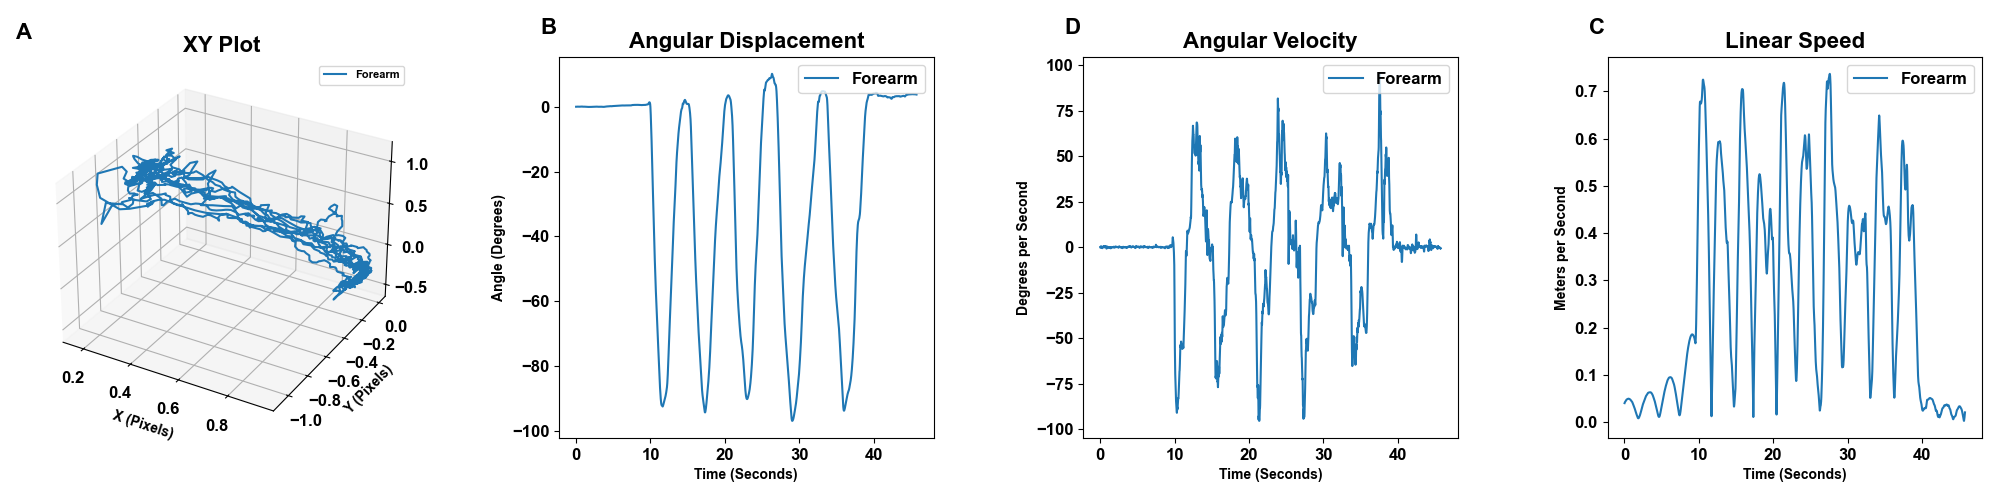 A
XY Plot
Forearm
1.0
0.5
0.0
−0.5
0.0
−0.2
−0.4
−0.6
−0.8
−1.0
Y (Pixels)
0.2
0.4
0.6
0.8
X (Pixels)
B
Angular Displacement
Forearm
0
−20
−40
−60
−80
−100
Angle (Degrees)
0 10 20 30 40
Time (Seconds)
D
Angular Velocity
Forearm
100
75
50
25
0
−25
−50
−75
−100
Degrees per Second
0 10 20 30 40
Time (Seconds)
C
Linear Speed
Forearm
0.7
0.6
0.5
0.4
0.3
0.2
0.1
0.0
Meters per Second
0 10 20 30 40
Time (Seconds)